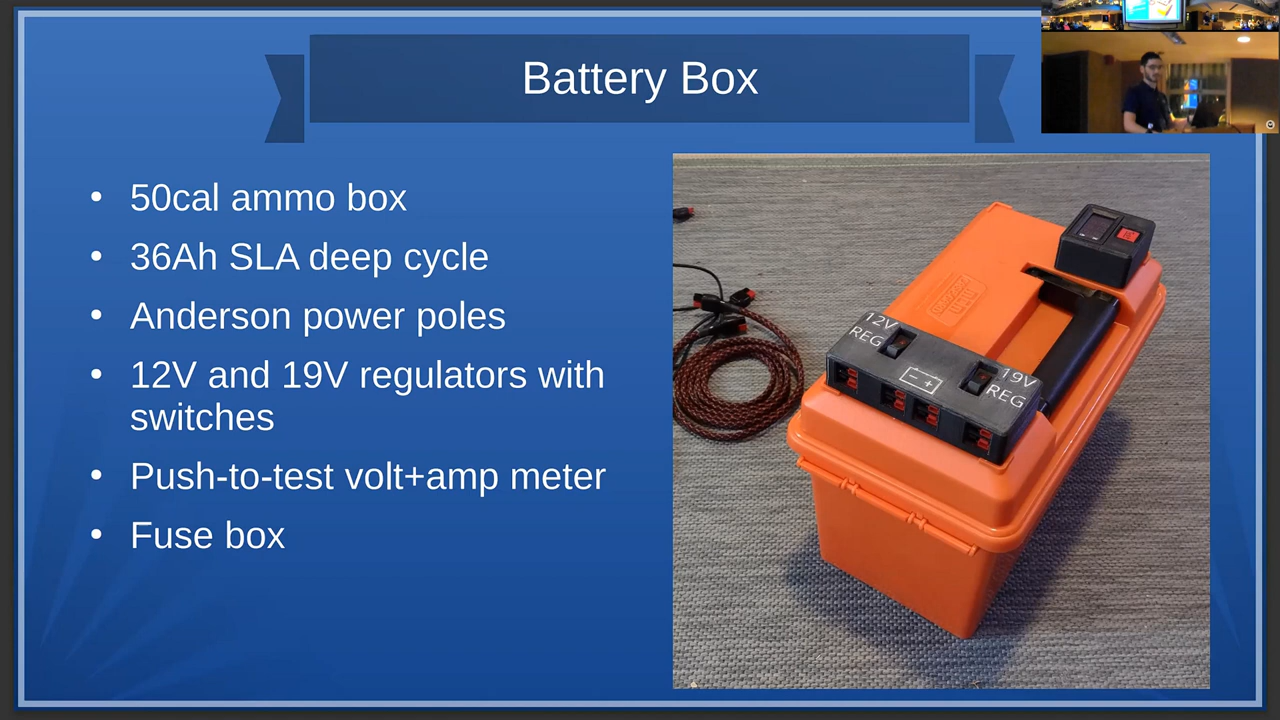 Battery Box
50cal ammo box
36Ah SLA deep cycle
Anderson power poles
12V and 19V regulators with
switches
Push-to-test volt+amp meter
Fuse box
12V
REG
- +
19V
REG